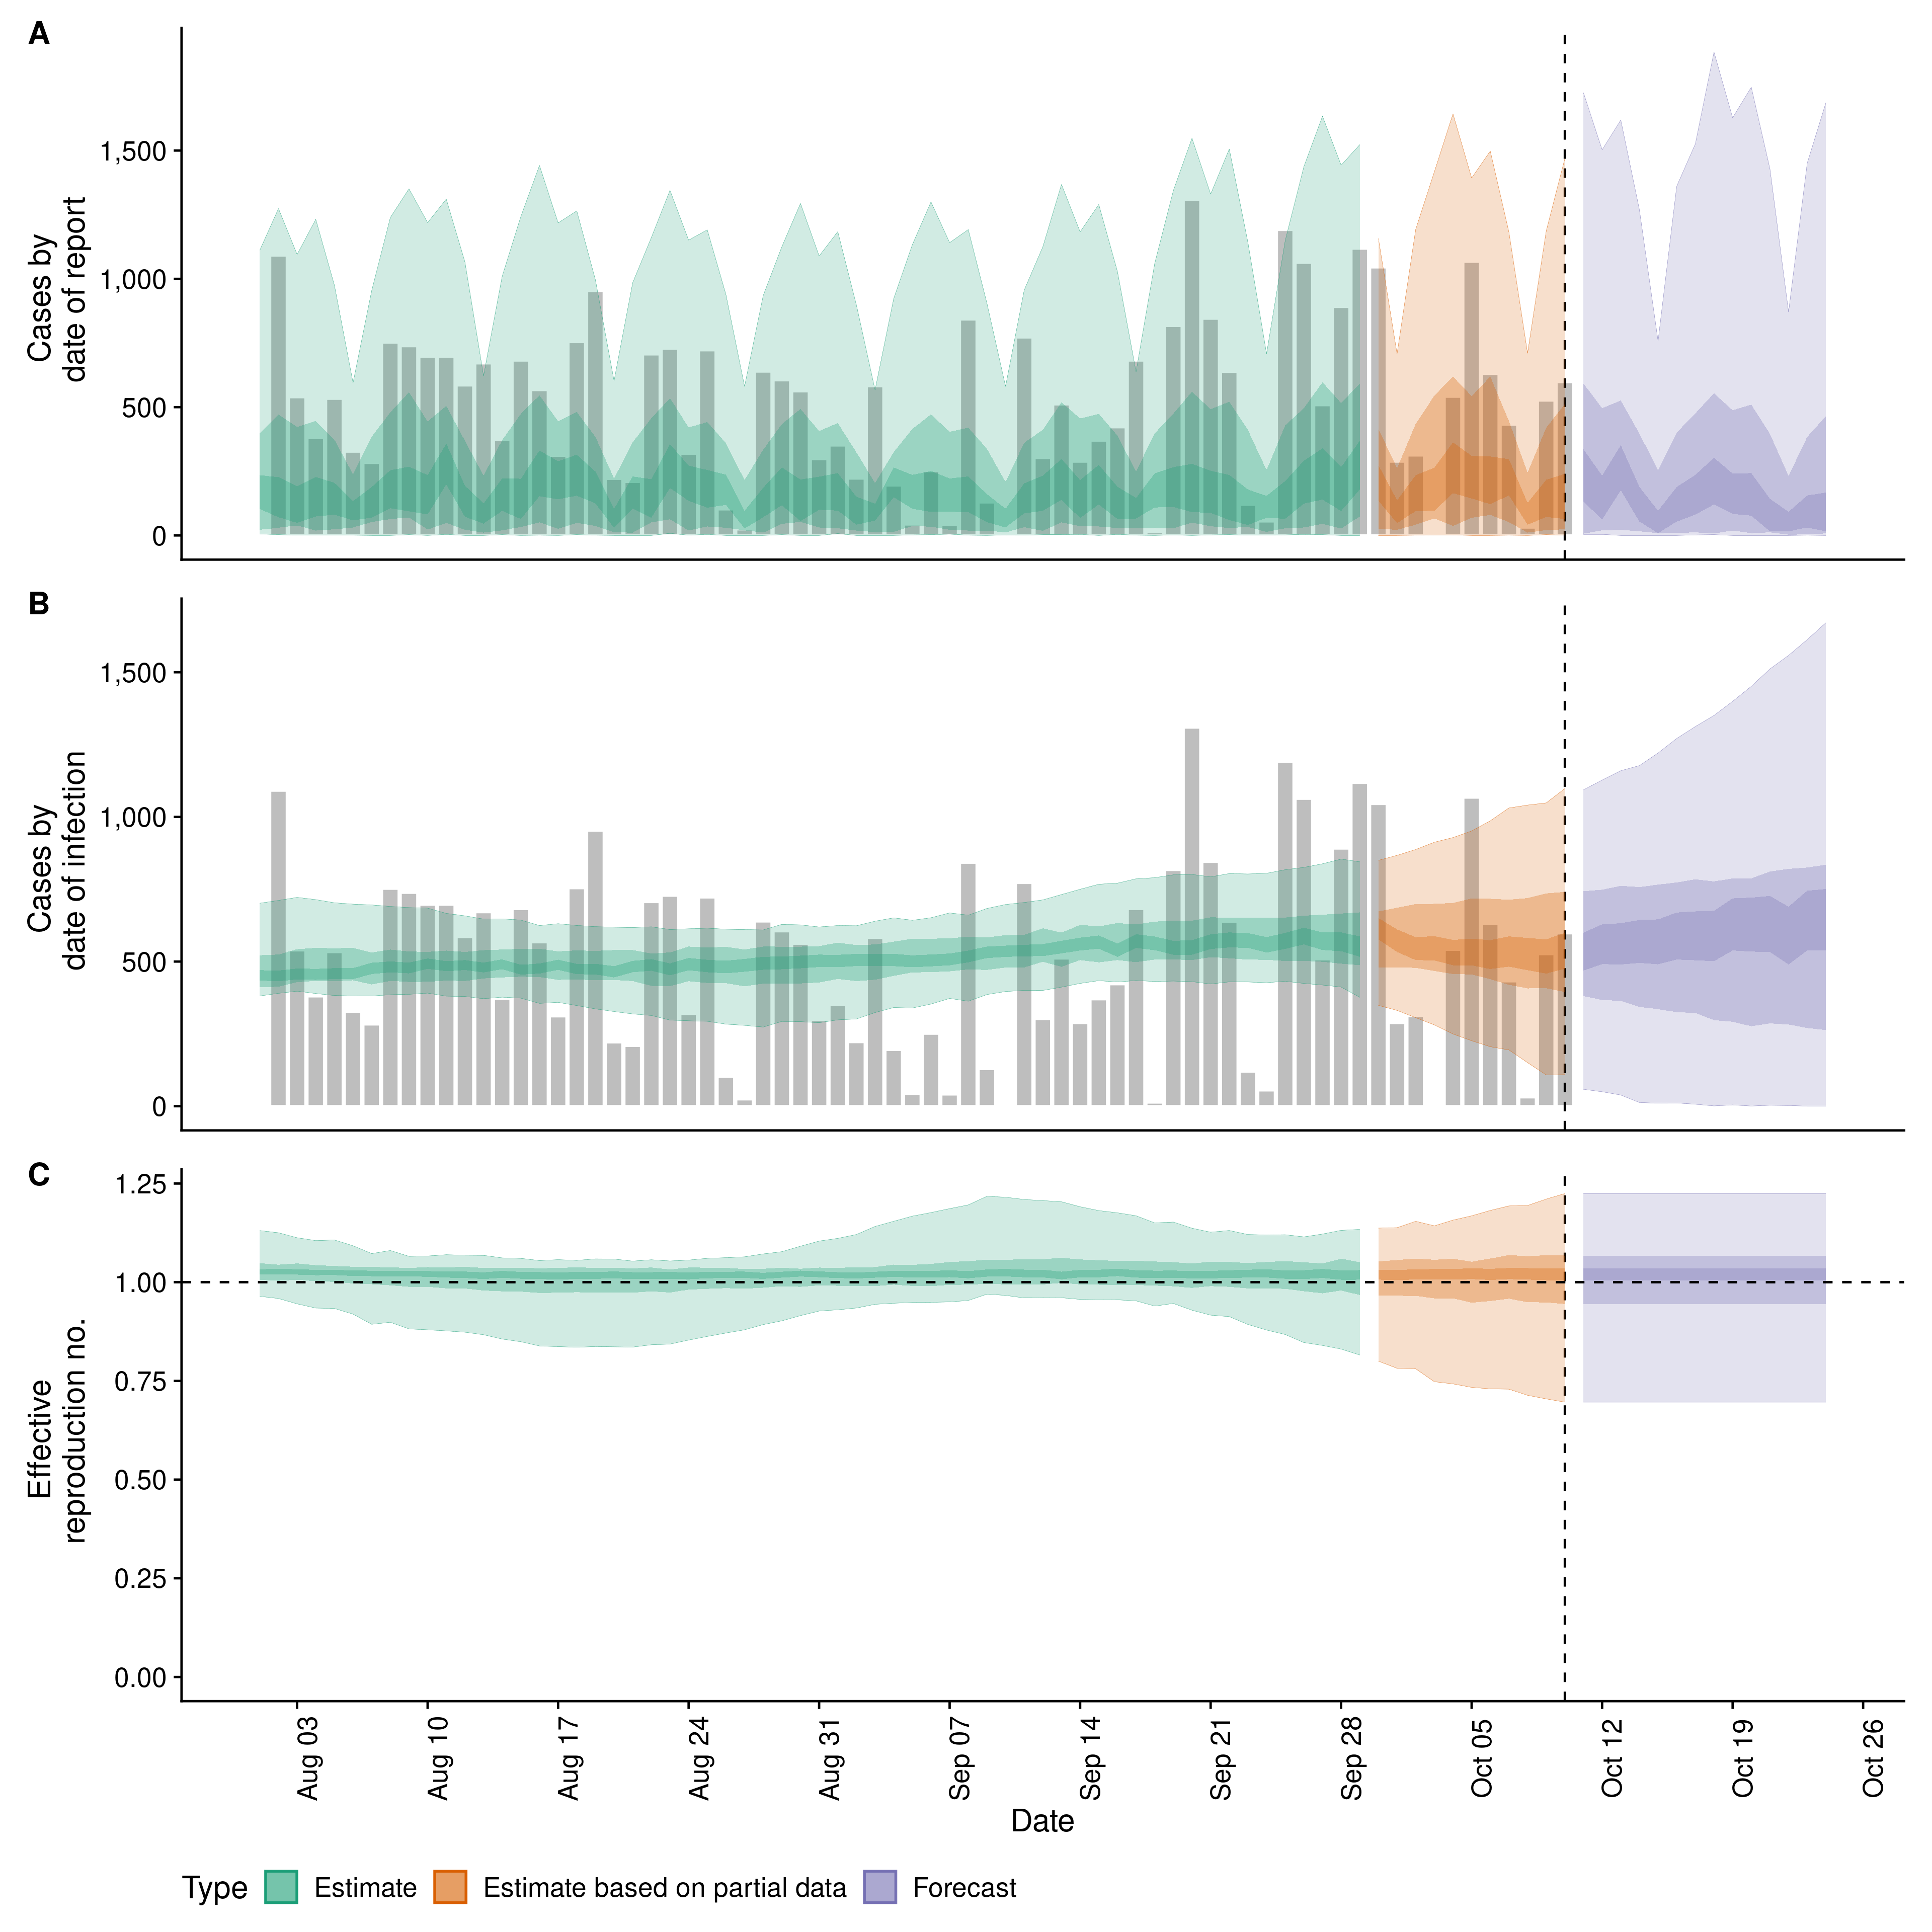 A
Cases by
date of report
1,500
1,000
500
0
B
Cases by
date of infection
1,500
1,000
500
0
C
Effective
reproduction no.
1.25
1.00
0.75
0.50
0.25
0.00
Aug 03
Aug 10
Aug 17
Aug 24
Aug 31
Sep 07
Sep 14
Sep 21
Sep 28
Oct 05
Oct 12
Oct 19
Oct 26
Date
Type
Estimate
Estimate based on partial data
Forecast